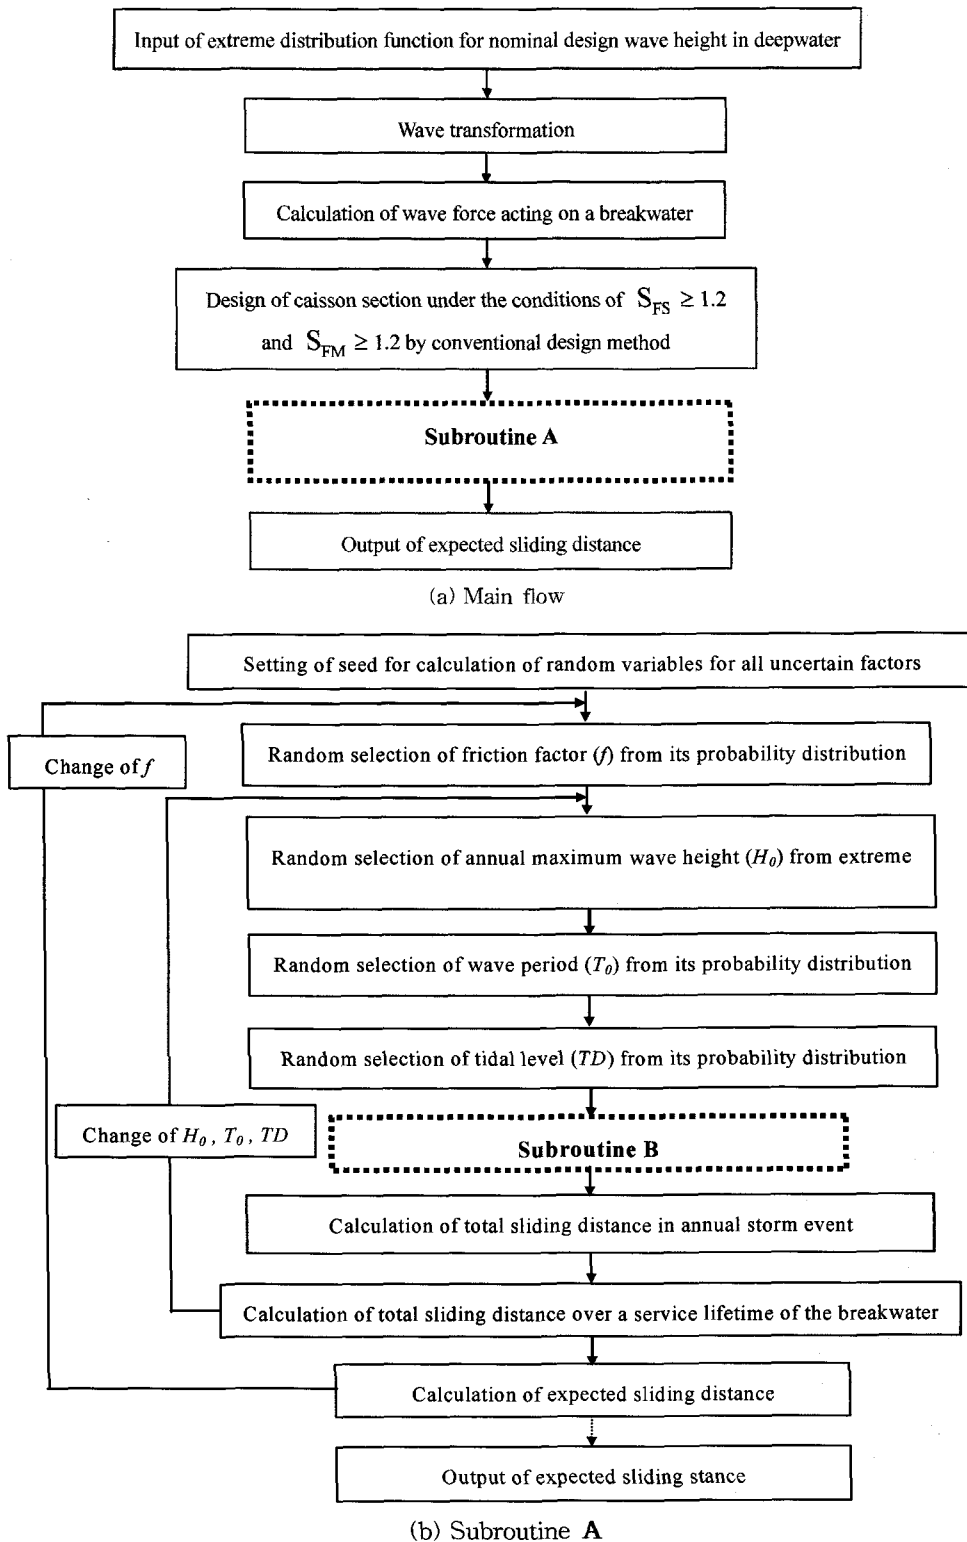 Input of extreme distribution function for nominal design wave height in deepwater
Wave transformation
Calculation of wave force acting on a breakwater
Design of caisson section under the conditions of S_FS ≥ 1.2
and S_FM ≥ 1.2 by conventional design method
Subroutine A
Output of expected sliding distance
(a) Main flow
Setting of seed for calculation of random variables for all uncertain factors
Change of f
Random selection of friction factor (f) from its probability distribution
Random selection of annual maximum wave height (H₀) from extreme
Random selection of wave period (T₀) from its probability distribution
Random selection of tidal level (TD) from its probability distribution
Change of H₀ , T₀ , TD
Subroutine B
Calculation of total sliding distance in annual storm event
Calculation of total sliding distance over a service lifetime of the breakwater
Calculation of expected sliding distance
Output of expected sliding stance
(b) Subroutine A